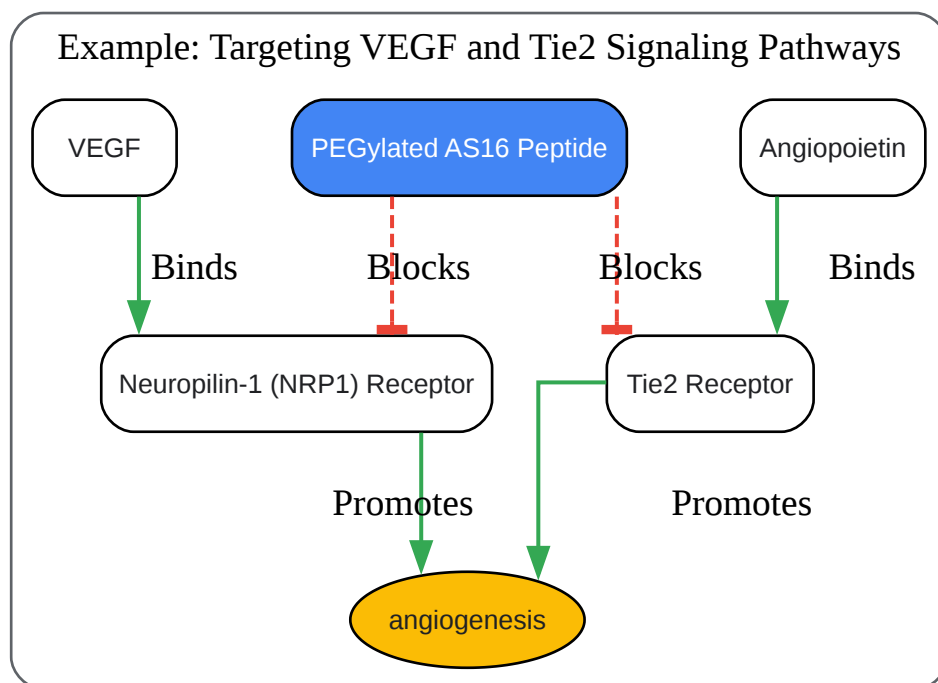 Example: Targeting VEGF and Tie2 Signaling Pathways
VEGF
PEGylated AS16 Peptide
Angiopoietin
Binds
Blocks
Blocks
Binds
Neuropilin-1 (NRP1) Receptor
Tie2 Receptor
Promotes
Promotes
angiogenesis